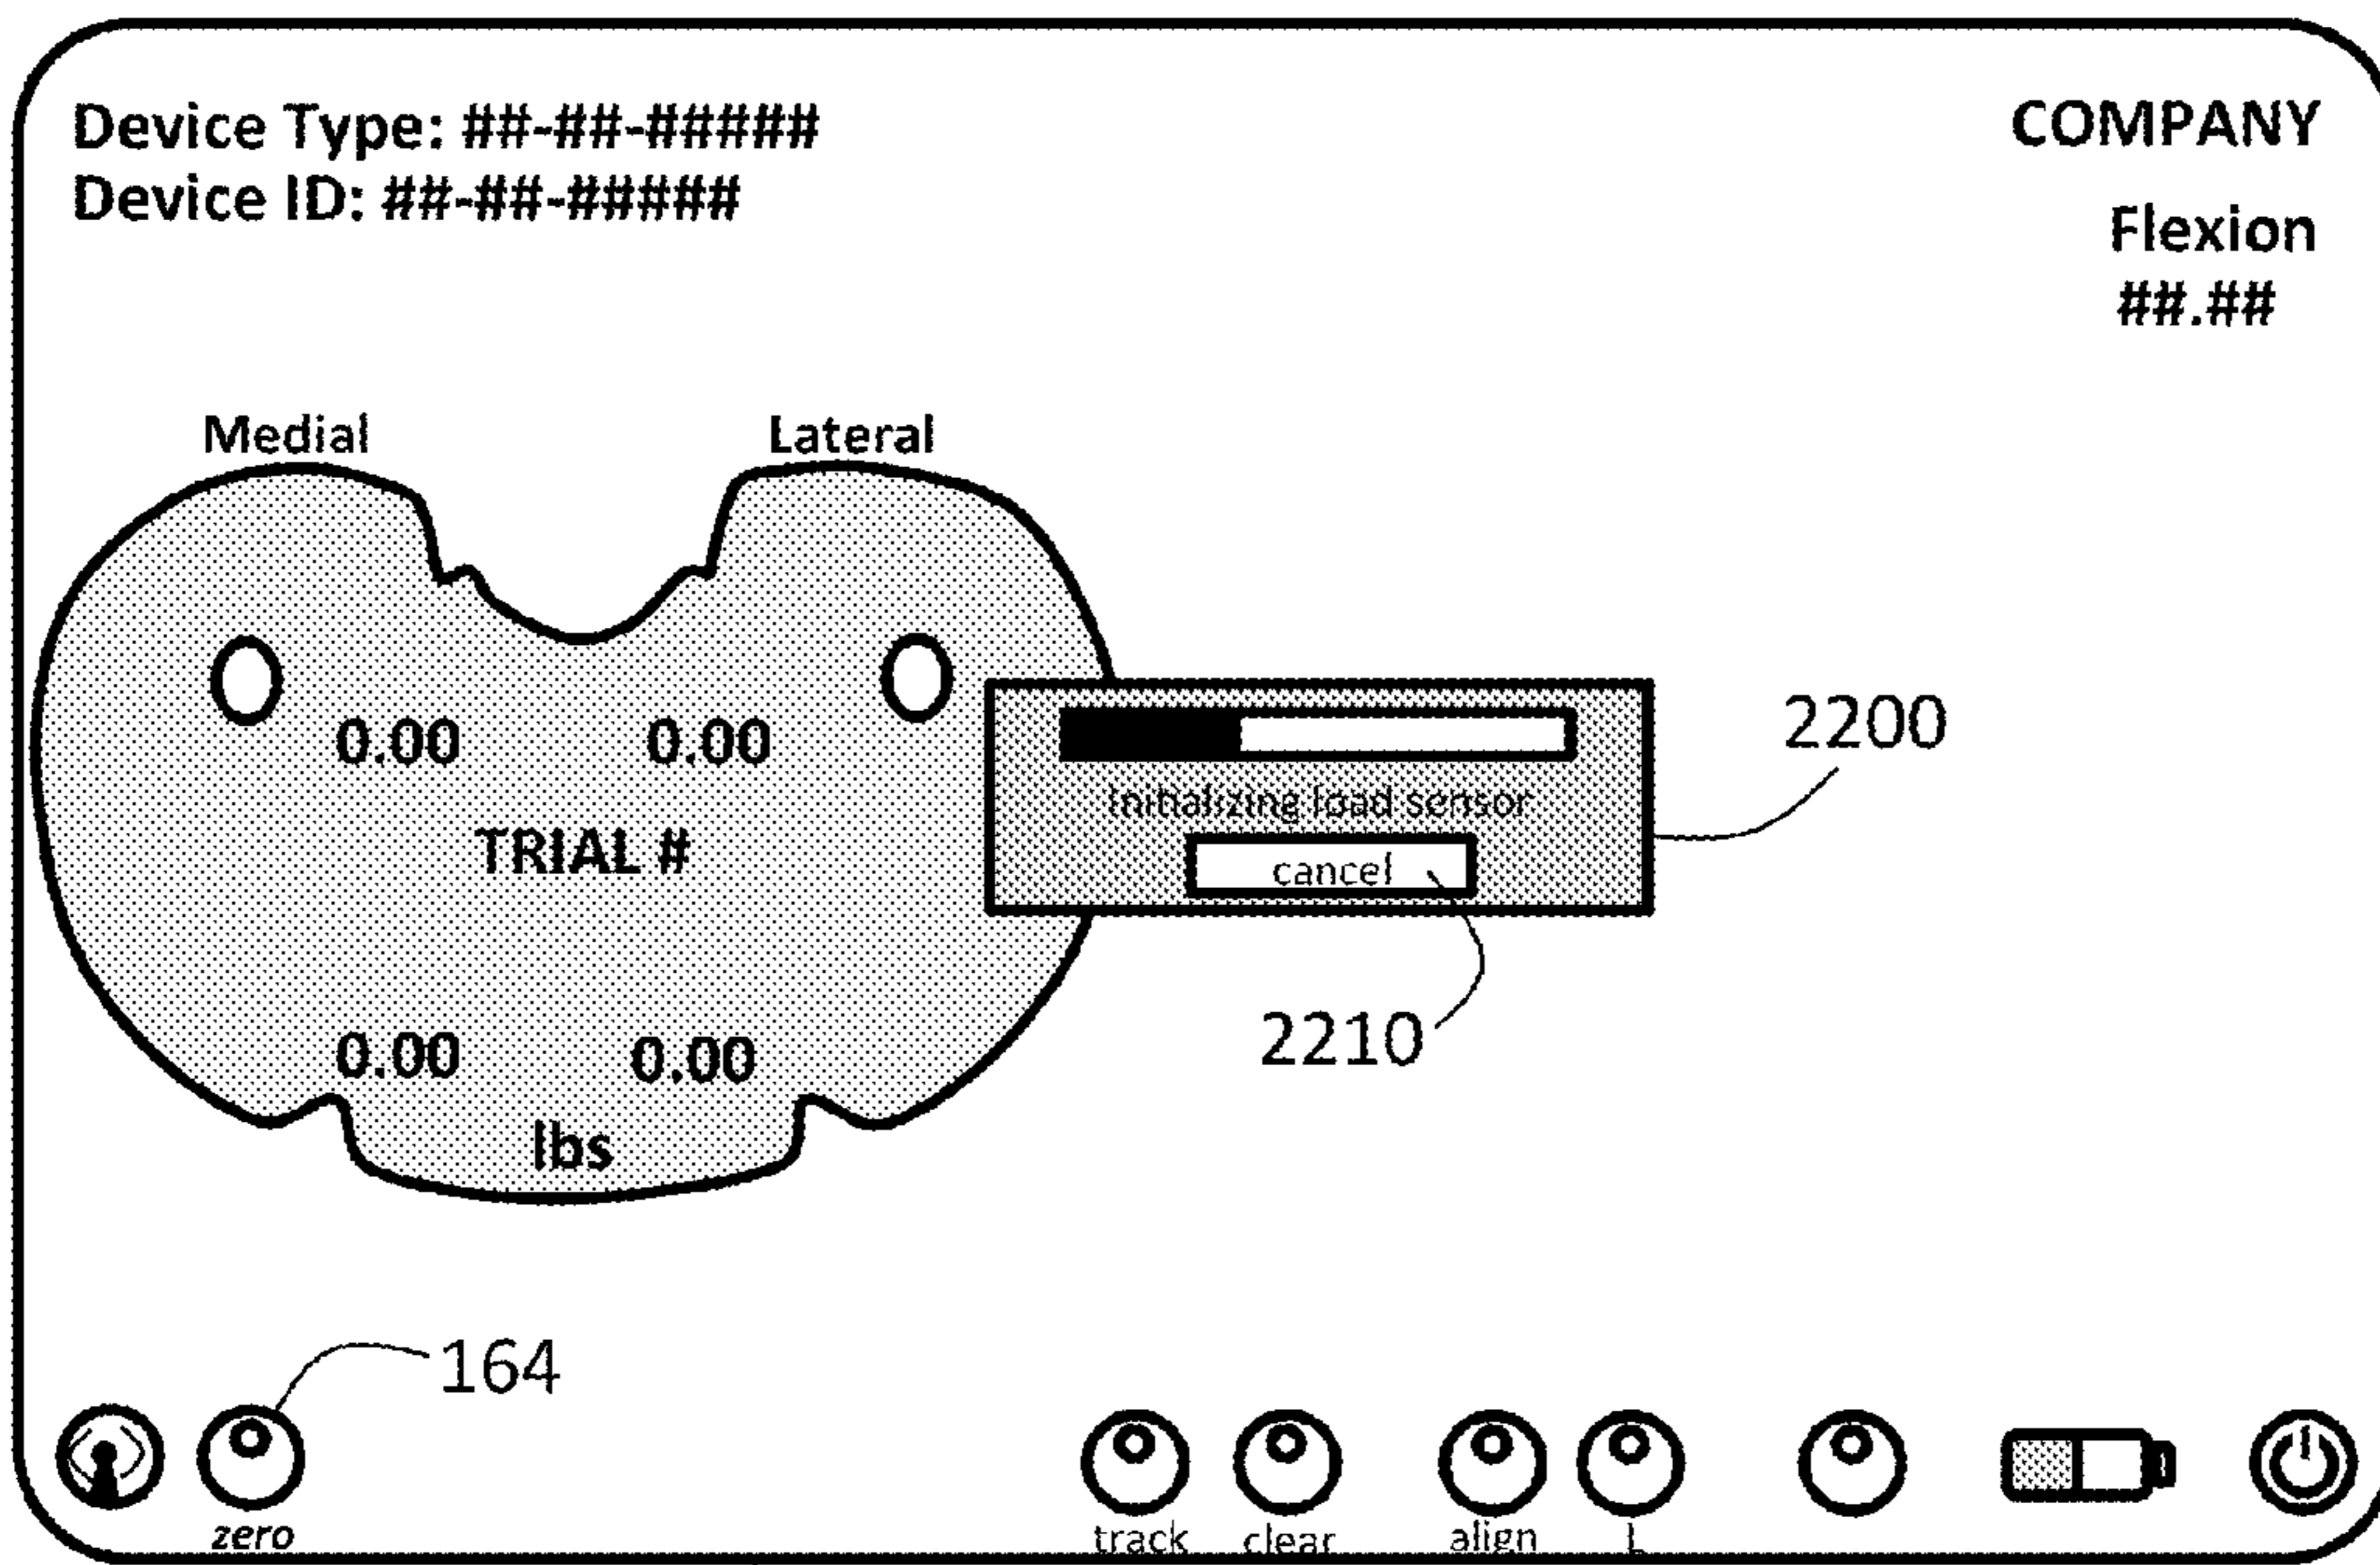 Device Type: ##-##-#####
COMPANY
Device ID: ##-##-#####
Flexion
##.##
Medial
Lateral
0.00
0.00
2200
Initializing load sensor
TRIAL #
cancel
2210
0.00
0.00
lbs
164
zero
track
clear
align
L